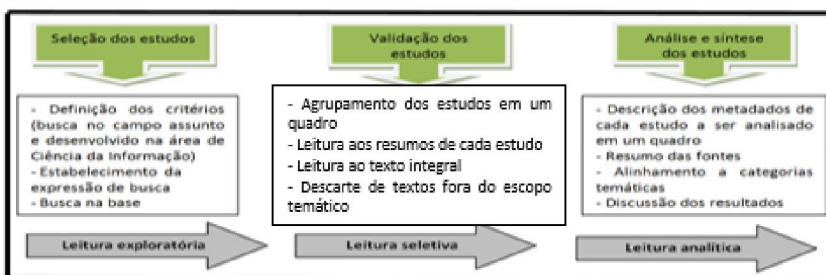 Seleção dos estudos
- Definição dos critérios
(busca no campo assunto
e desenvolvido na área de
Ciência da Informação)
- Estabelecimento da
expressão de busca
- Busca na base
Leitura exploratória
Validação dos
estudos
- Agrupamento dos estudos em um
quadro
- Leitura aos resumos de cada estudo
- Leitura ao texto integral
- Descarte de textos fora do escopo
temático
Leitura seletiva
Análise e síntese
dos estudos
- Descrição dos metadados de
cada estudo a ser analisado
em um quadro
- Resumo das fontes
- Alinhamento a categorias
temáticas
- Discussão dos resultados
Leitura analítica